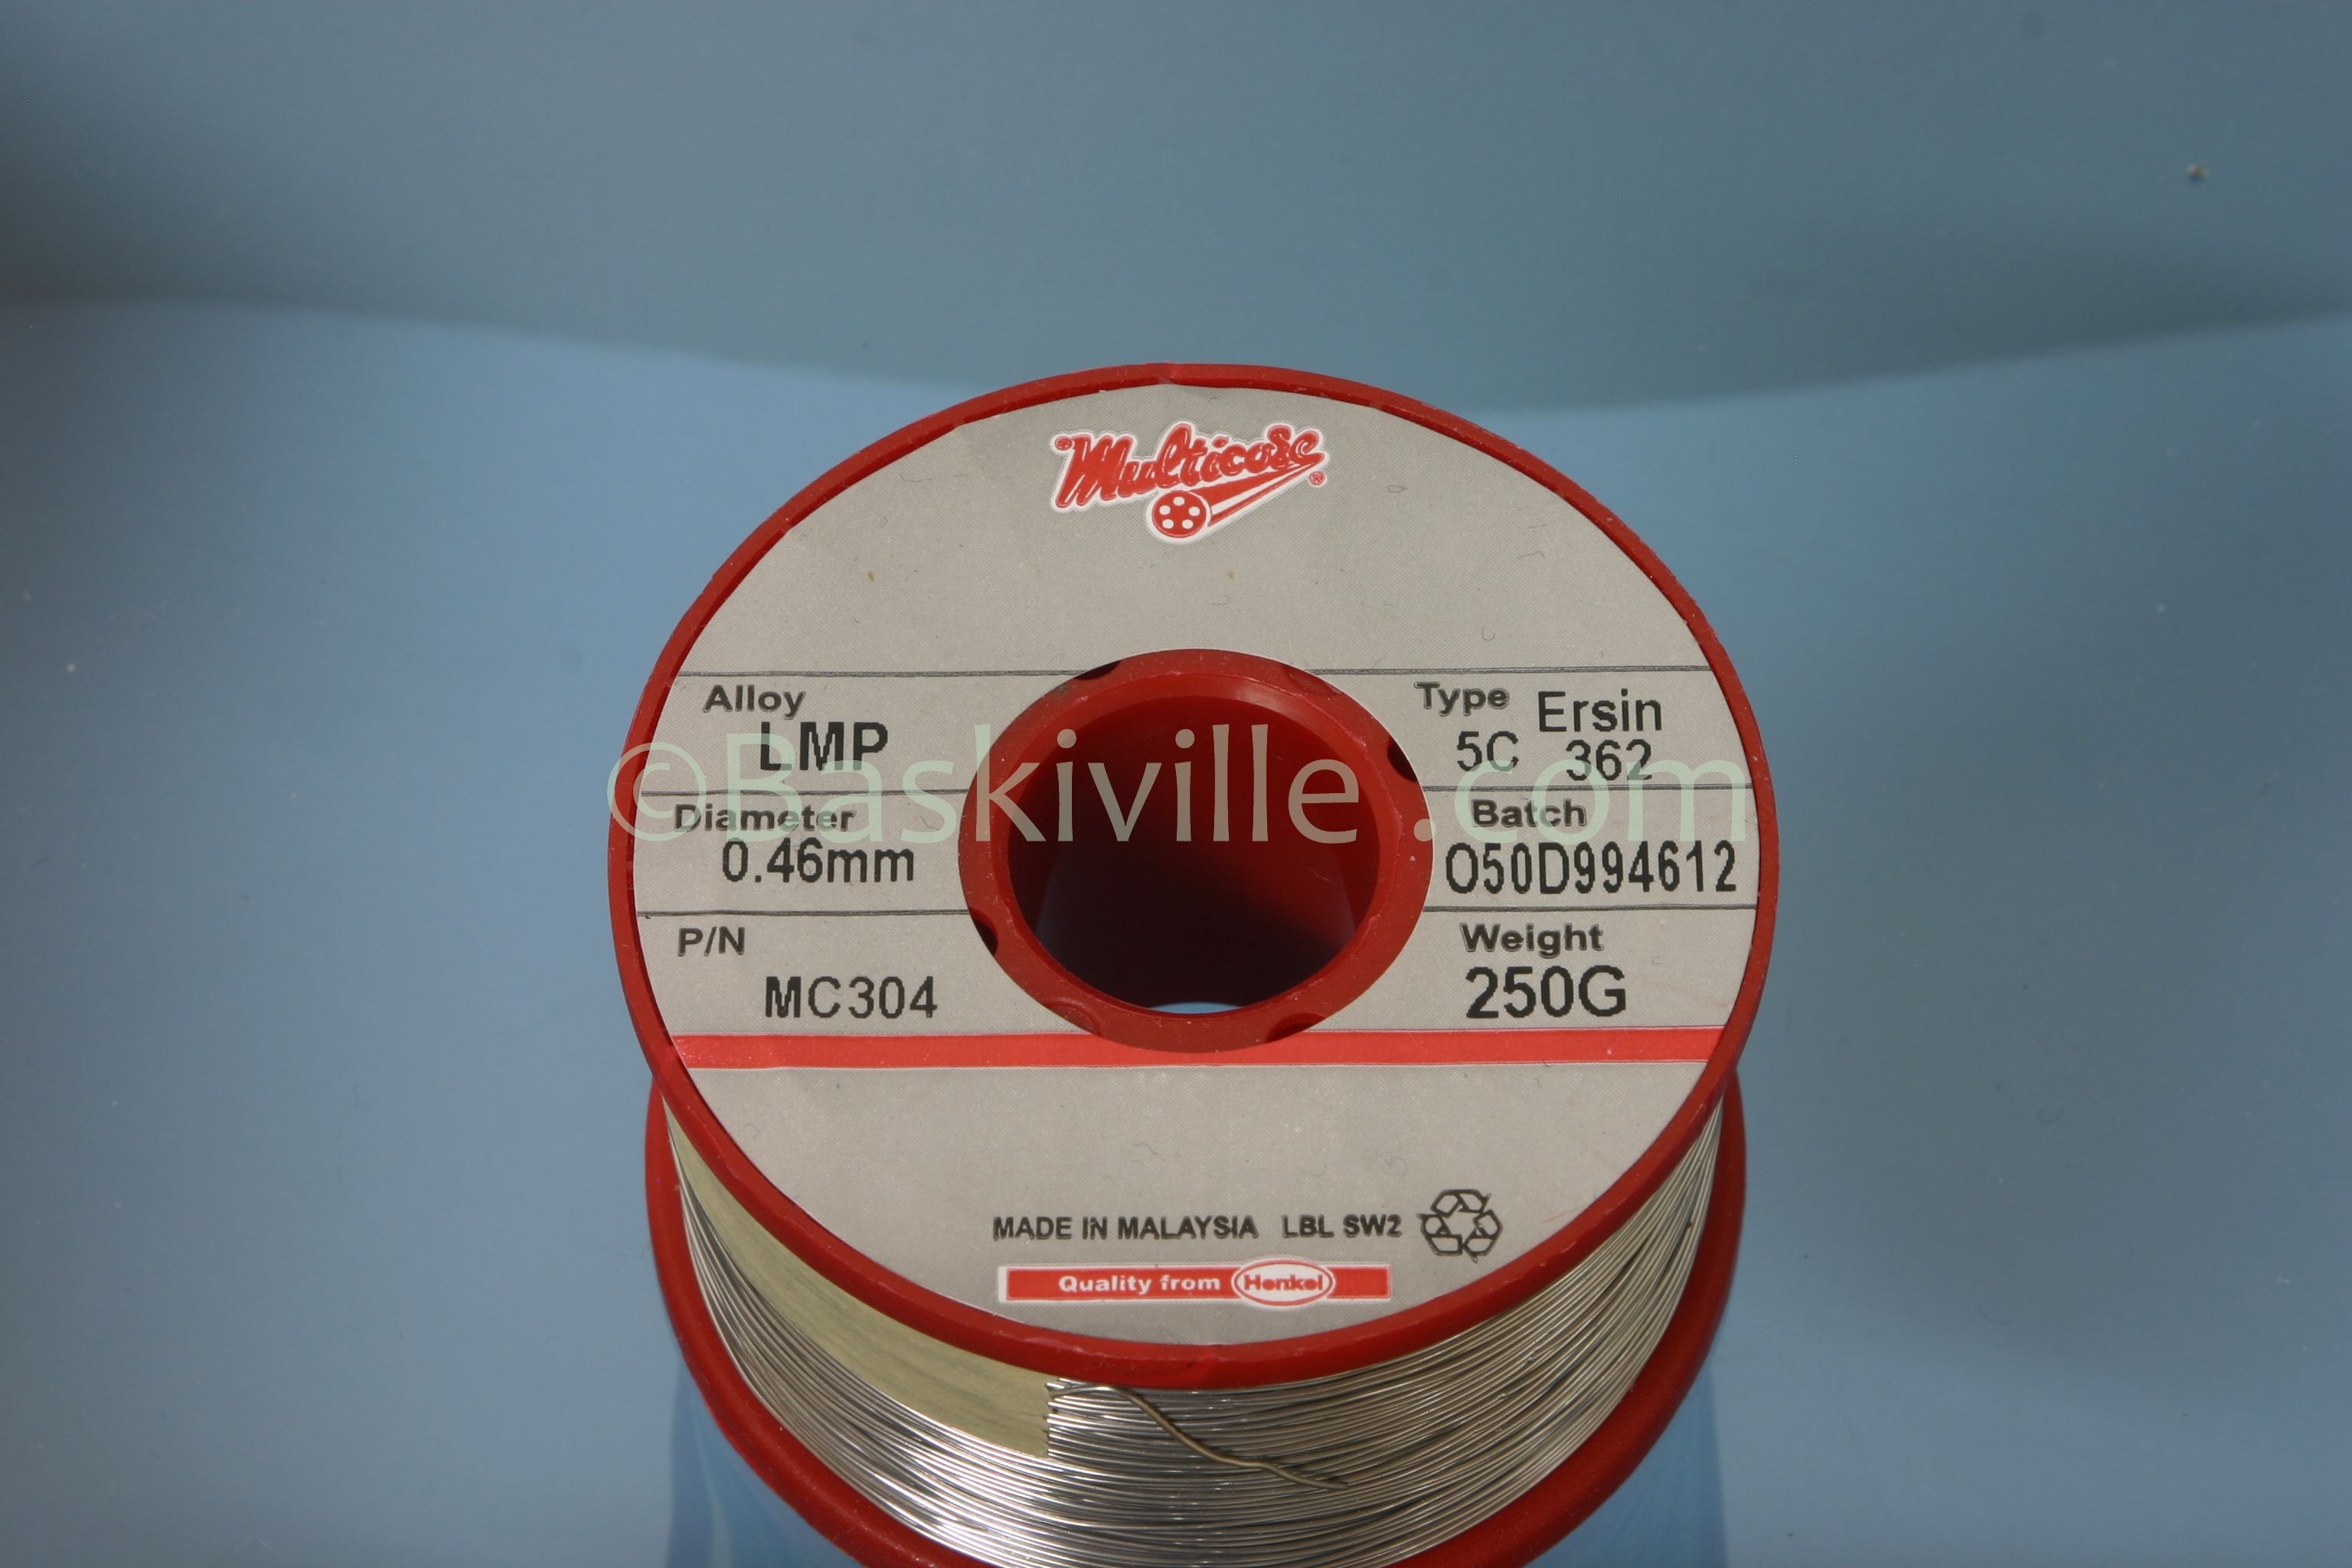 Multicore
Alloy
LMP
Type Ersin
5C 362
©Baskiville.com
Diameter
0.46mm
Batch
O50D994612
P/N
MC304
Weight
250G
MADE IN MALAYSIA LBL SW2
Quality from Henkel